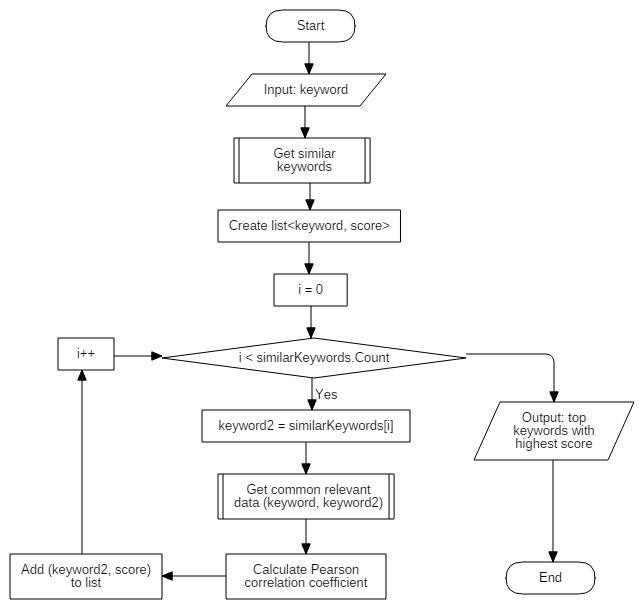 Start
Input: keyword
Get similar
keywords
Create list<keyword, score>
i = 0
i++
i < similarKeywords.Count
Yes
keyword2 = similarKeywords[i]
Output: top
keywords with
highest score
Get common relevant
data (keyword, keyword2)
Add (keyword2, score)
to list
Calculate Pearson
correlation coefficient
End